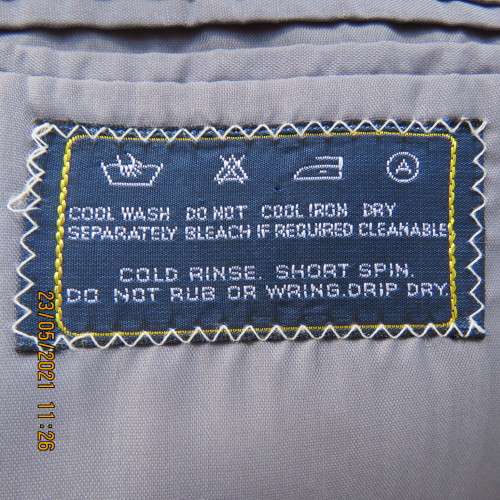 A
COOL WASH DO NOT COOL IRON DRY
SEPARATELY BLEACH IF REQUIRED CLEANABLE
COLD RINSE. SHORT SPIN.
DO NOT RUB OR WRING.DRIP DRY.
23/05/2021 11:26